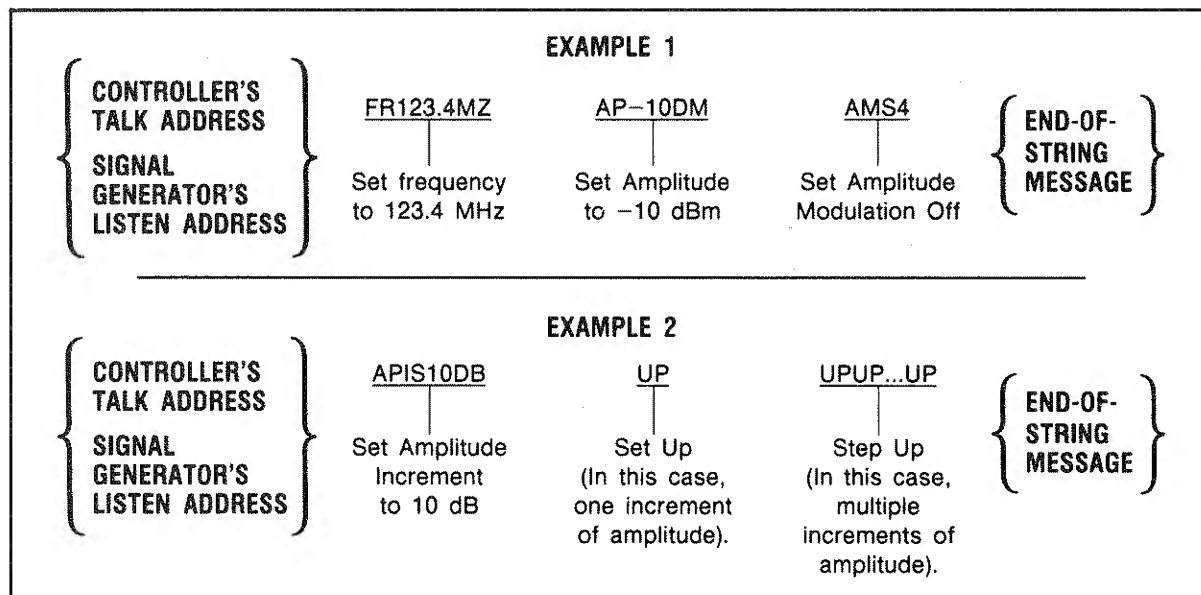 EXAMPLE 1
CONTROLLER'S
TALK ADDRESS
SIGNAL
GENERATOR'S
LISTEN ADDRESS
FR123.4MZ
Set frequency
to 123.4 MHz
AP−10DM
Set Amplitude
to −10 dBm
AMS4
Set Amplitude
Modulation Off
END-OF-
STRING
MESSAGE
EXAMPLE 2
CONTROLLER'S
TALK ADDRESS
SIGNAL
GENERATOR'S
LISTEN ADDRESS
APIS10DB
Set Amplitude
Increment
to 10 dB
UP
Set Up
(In this case,
one increment
of amplitude).
UPUP...UP
Step Up
(In this case,
multiple
increments of
amplitude).
END-OF-
STRING
MESSAGE